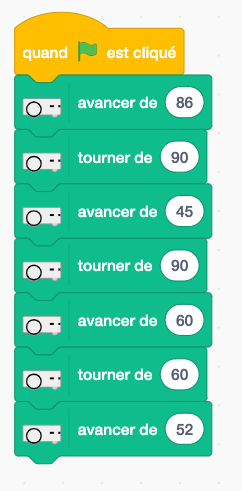 quand est cliqué
avancer de 86
tourner de 90
avancer de 45
tourner de 90
avancer de 60
tourner de 60
avancer de 52